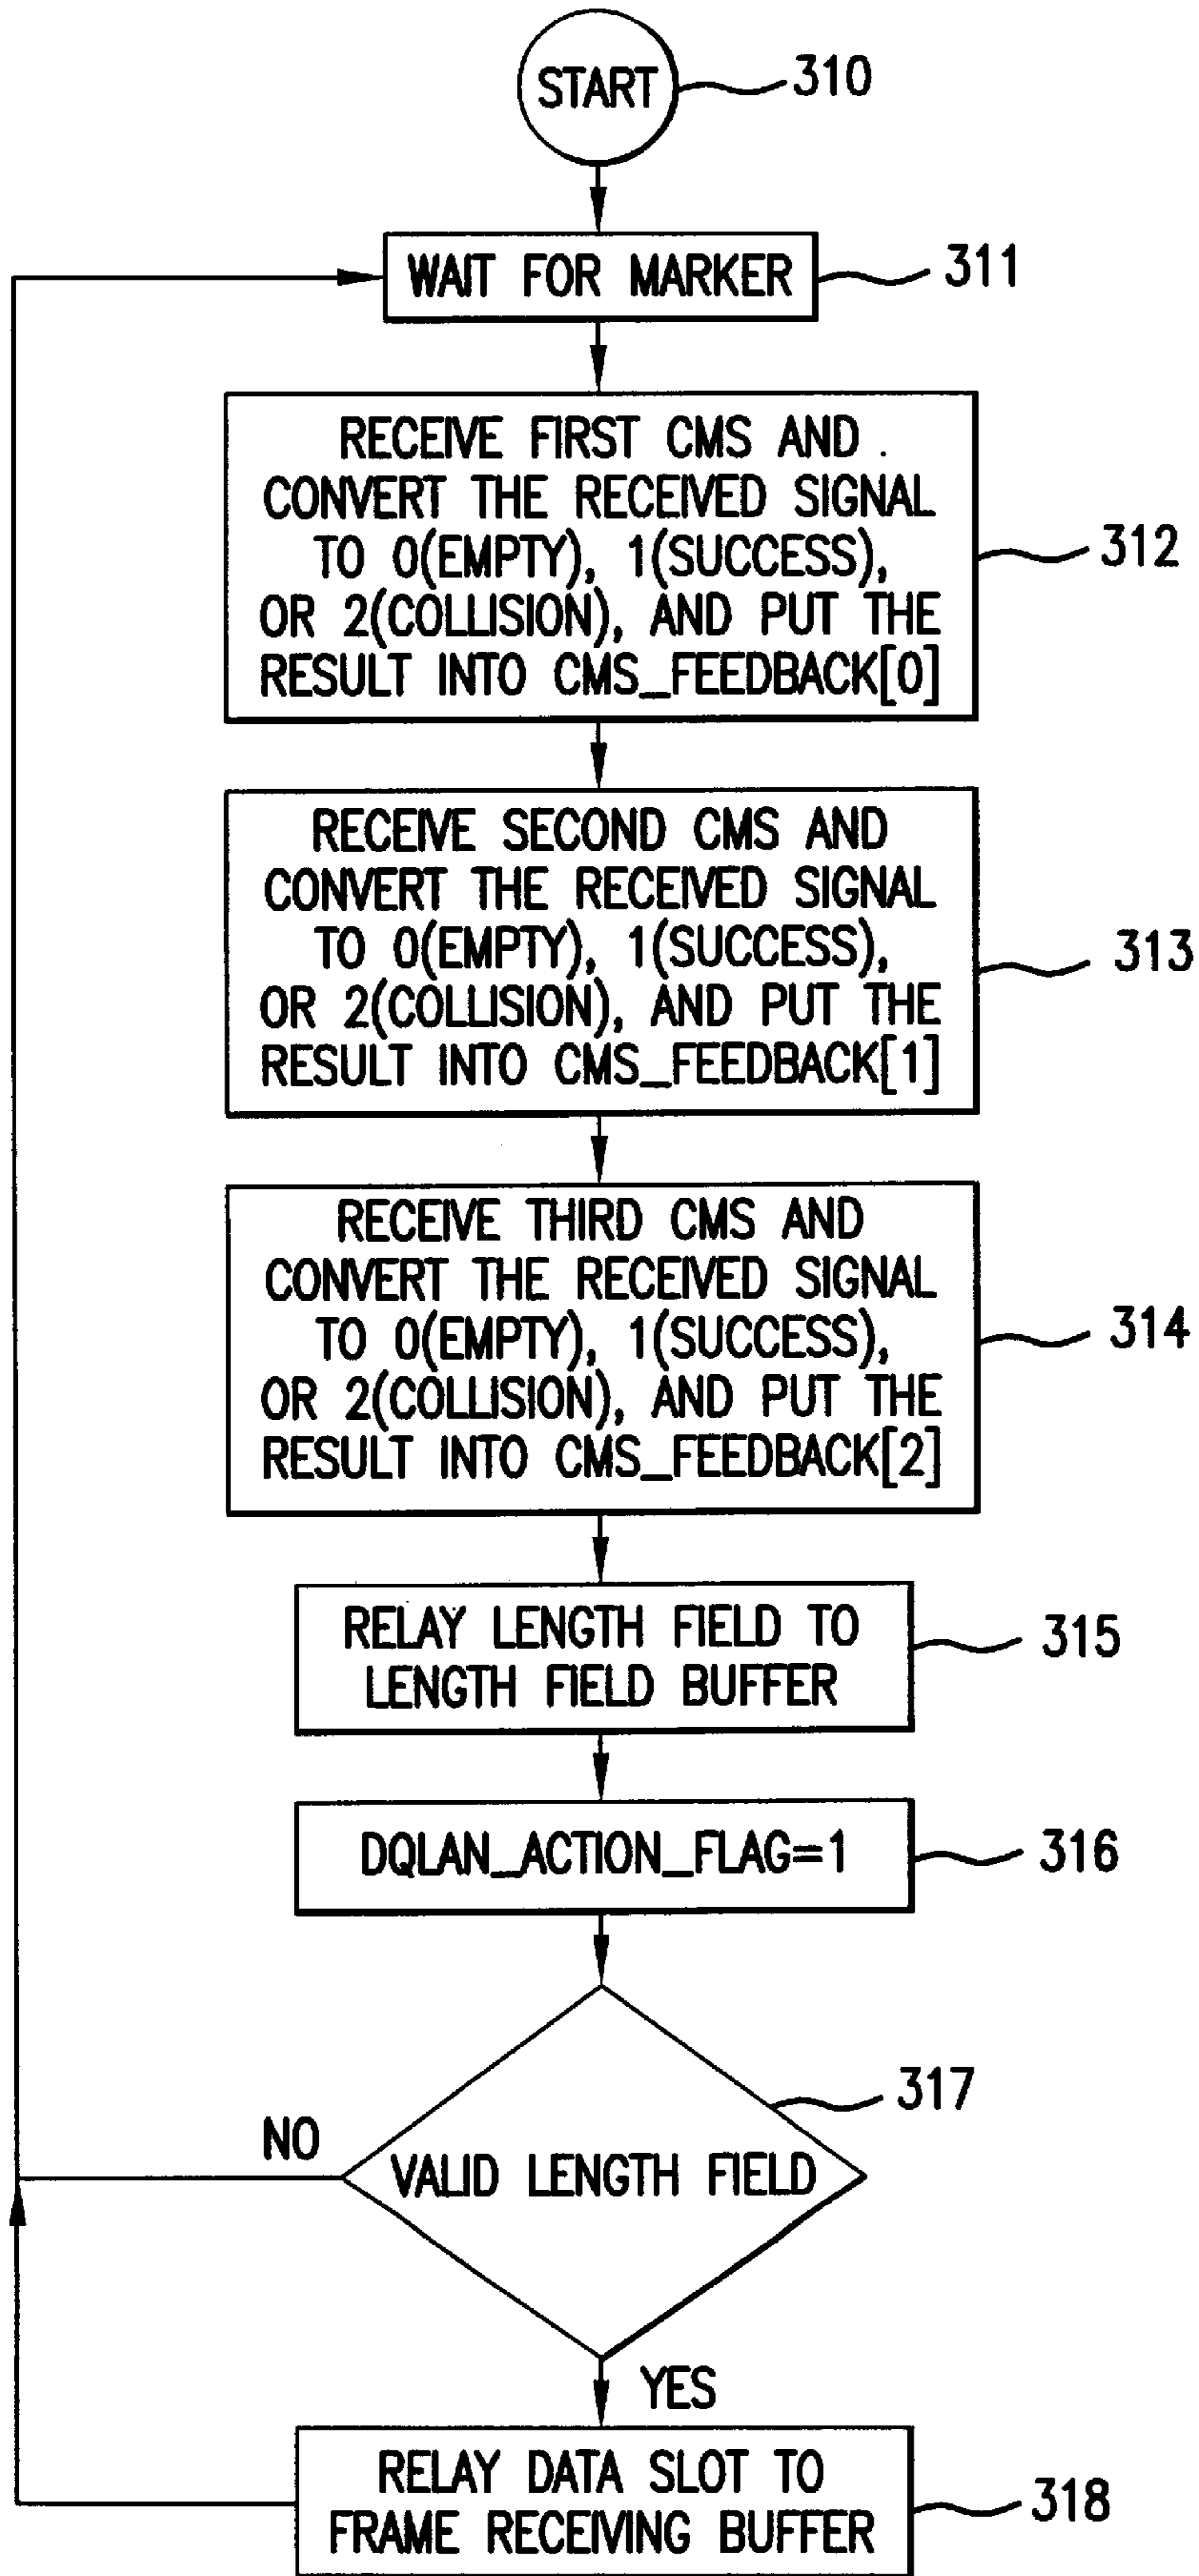 START
310
WAIT FOR MARKER
311
RECEIVE FIRST CMS AND
CONVERT THE RECEIVED SIGNAL
TO 0(EMPTY), 1(SUCCESS),
OR 2(COLLISION), AND PUT THE
RESULT INTO CMS_FEEDBACK[0]
312
RECEIVE SECOND CMS AND
CONVERT THE RECEIVED SIGNAL
TO 0(EMPTY), 1(SUCCESS),
OR 2(COLLISION), AND PUT THE
RESULT INTO CMS_FEEDBACK[1]
313
RECEIVE THIRD CMS AND
CONVERT THE RECEIVED SIGNAL
TO 0(EMPTY), 1(SUCCESS),
OR 2(COLLISION), AND PUT THE
RESULT INTO CMS_FEEDBACK[2]
314
RELAY LENGTH FIELD TO
LENGTH FIELD BUFFER
315
DQLAN_ACTION_FLAG=1
316
317
NO
VALID LENGTH FIELD
YES
RELAY DATA SLOT TO
FRAME RECEIVING BUFFER
318